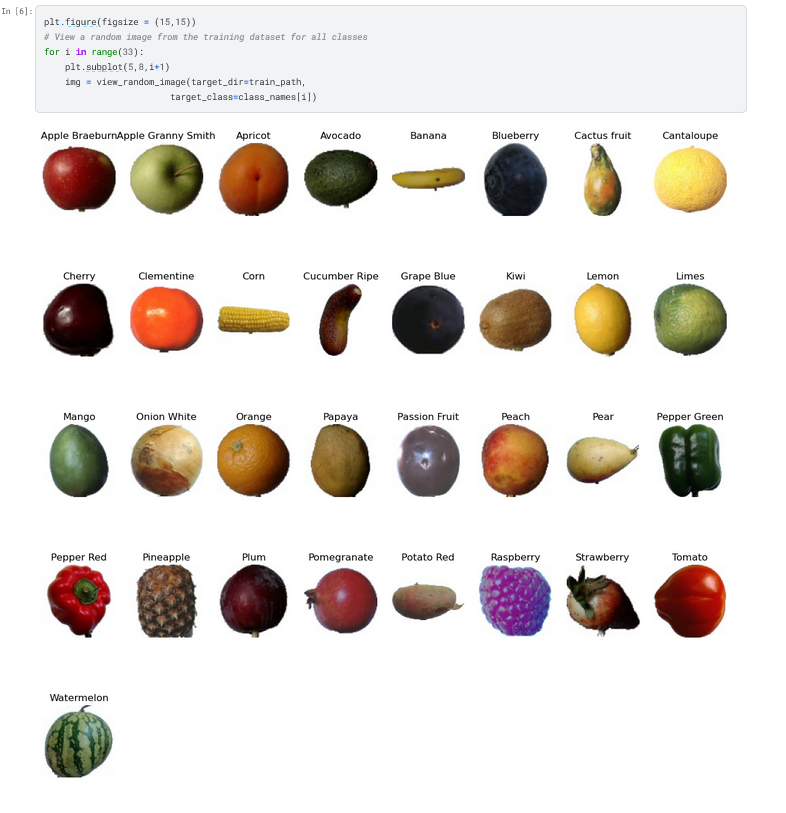 In [6]:
plt.figure(figsize = (15,15))
# View a random image from the training dataset for all classes
for i in range(33):
    plt.subplot(5,8,i+1)
    img = view_random_image(target_dir=train_path,
                        target_class=class_names[i])
Apple Braeburn Apple Granny Smith Apricot Avocado Banana Blueberry Cactus fruit Cantaloupe
Cherry Clementine Corn Cucumber Ripe Grape Blue Kiwi Lemon Limes
Mango Onion White Orange Papaya Passion Fruit Peach Pear Pepper Green
Pepper Red Pineapple Plum Pomegranate Potato Red Raspberry Strawberry Tomato
Watermelon